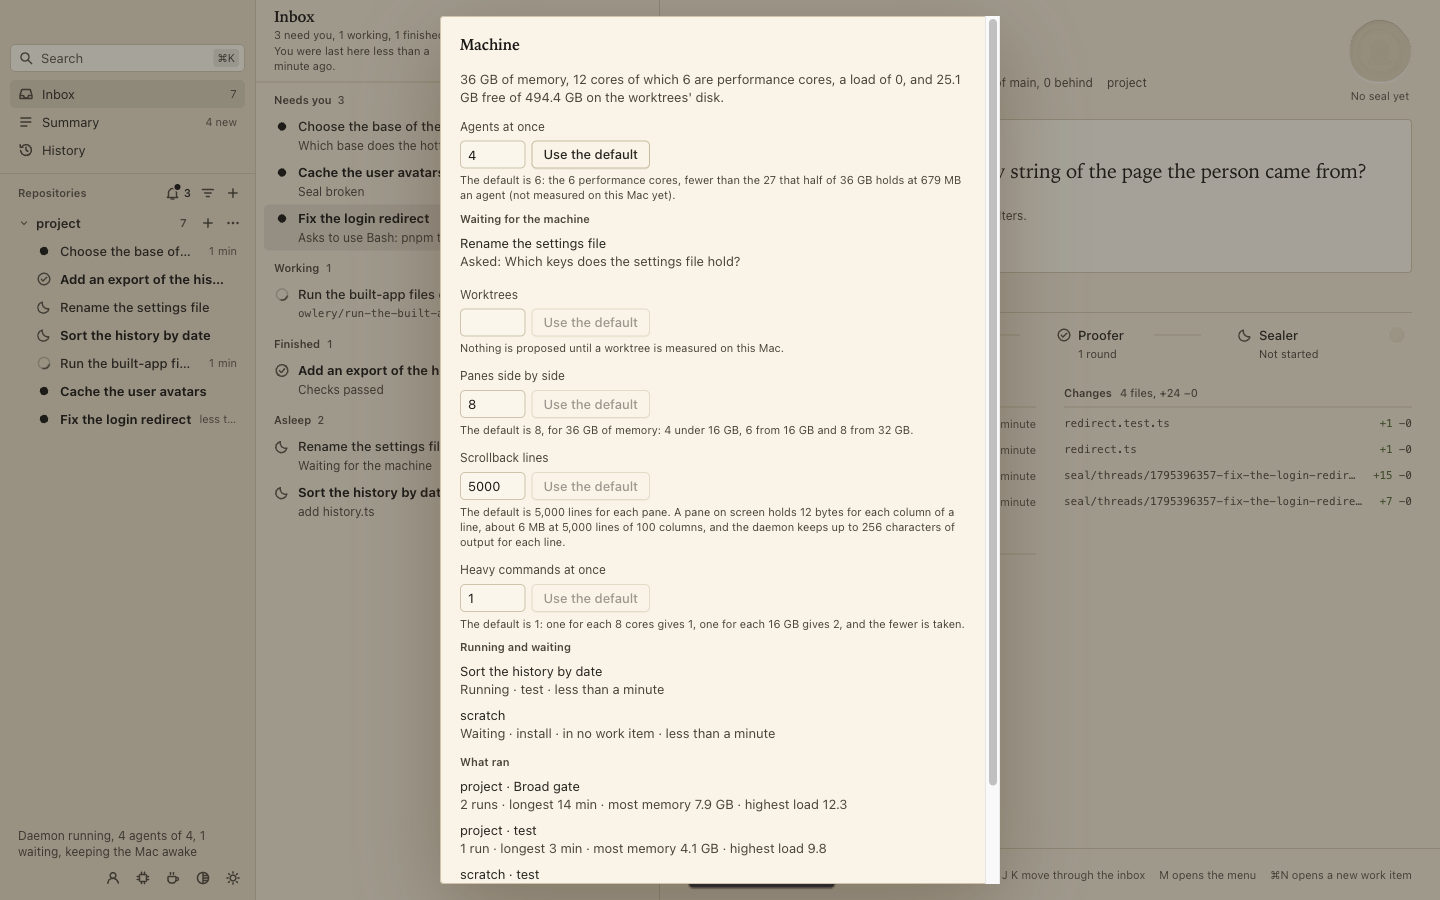 Search
⌘K
Inbox
7
Summary
4 new
History
Repositories
3
project
7
Choose the base of...
1 min
Add an export of the his...
Rename the settings file
Sort the history by date
Run the built-app fi...
1 min
Cache the user avatars
Fix the login redirect
less t...
Daemon running, 4 agents of 4, 1
waiting, keeping the Mac awake
Inbox
3 need you, 1 working, 1 finished
You were last here less than a
minute ago.
Needs you 3
Choose the base of the
Which base does the
Cache the user avatars
Seal broken
Fix the login redirect
Asks to use Bash: pnpm
Working 1
Run the built-app files
owlery/run-the-built-
Finished 1
Add an export of the
Checks passed
Asleep 2
Rename the settings
Waiting for the machine
Sort the history by
add history.ts
Machine
36 GB of memory, 12 cores of which 6 are performance cores, a load of 0, and 25.1
GB free of 494.4 GB on the worktrees' disk.
Agents at once
4
Use the default
The default is 6: the 6 performance cores, fewer than the 27 that half of 36 GB holds at 679 MB
an agent (not measured on this Mac yet).
Waiting for the machine
Rename the settings file
Asked: Which keys does the settings file hold?
Worktrees
Use the default
Nothing is proposed until a worktree is measured on this Mac.
Panes side by side
8
Use the default
The default is 8, for 36 GB of memory: 4 under 16 GB, 6 from 16 GB and 8 from 32 GB.
Scrollback lines
5000
Use the default
The default is 5,000 lines for each pane. A pane on screen holds 12 bytes for each column of a
line, about 6 MB at 5,000 lines of 100 columns, and the daemon keeps up to 256 characters of
output for each line.
Heavy commands at once
1
Use the default
The default is 1: one for each 8 cores gives 1, one for each 16 GB gives 2, and the fewer is taken.
Running and waiting
Sort the history by date
Running · test · less than a minute
scratch
Waiting · install · in no work item · less than a minute
What ran
project · Broad gate
2 runs · longest 14 min · most memory 7.9 GB · highest load 12.3
project · test
1 run · longest 3 min · most memory 4.1 GB · highest load 9.8
scratch · test
of main, 0 behind
project
No seal yet
string of the page the person came from?
ters.
Proofer
1 round
Sealer
Not started
Changes 4 files, +24 −0
minute
redirect.test.ts
+1 −0
minute
redirect.ts
+1 −0
minute
seal/threads/1795396357-fix-the-login-redir…
+15 −0
minute
seal/threads/1795396357-fix-the-login-redire…
+7 −0
J K move through the inbox
M opens the menu
⌘N opens a new work item